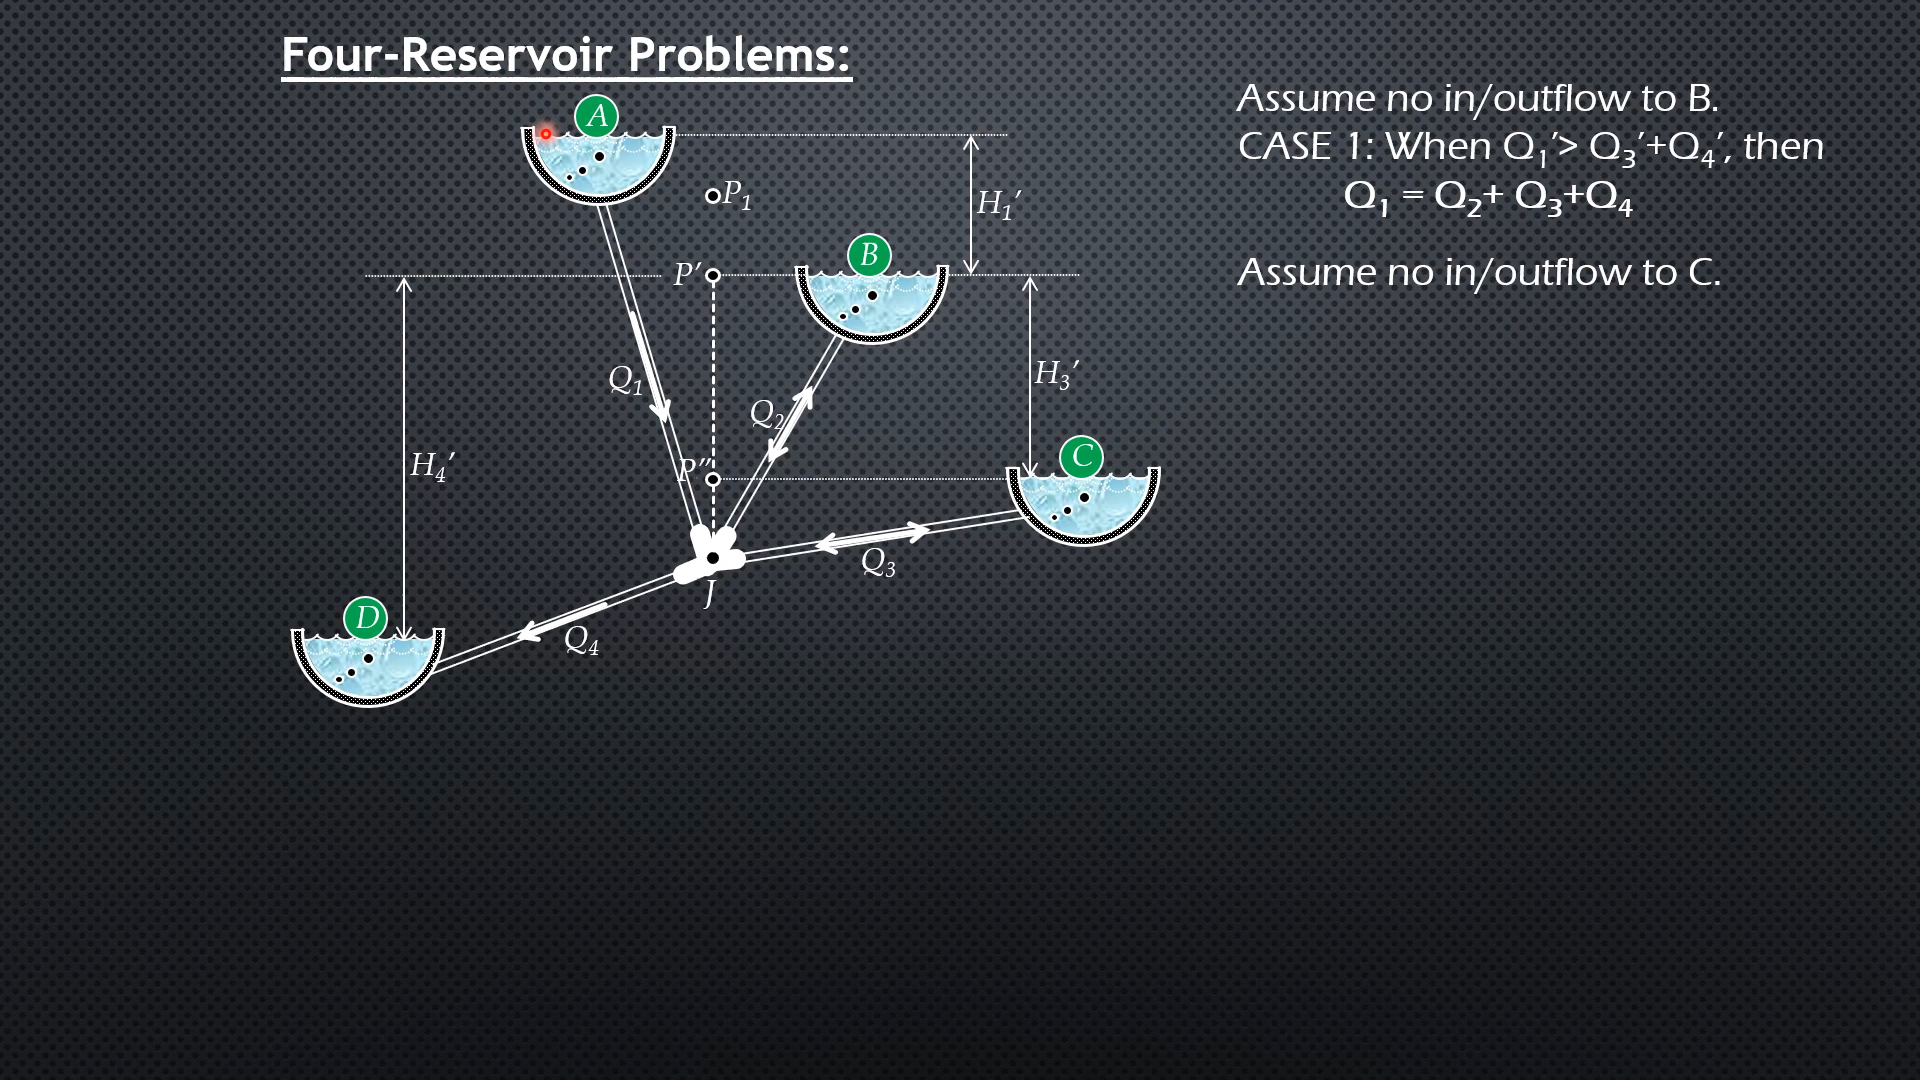 Four-Reservoir Problems:
Assume no in/outflow to B.
CASE 1: When Q₁′> Q₃′+Q₄′, then
Q₁ = Q₂+ Q₃+Q₄
Assume no in/outflow to C.
A
P₁
H₁′
B
P′
H₃′
Q₁
Q₂
H₄′
P″
C
Q₃
J
D
Q₄